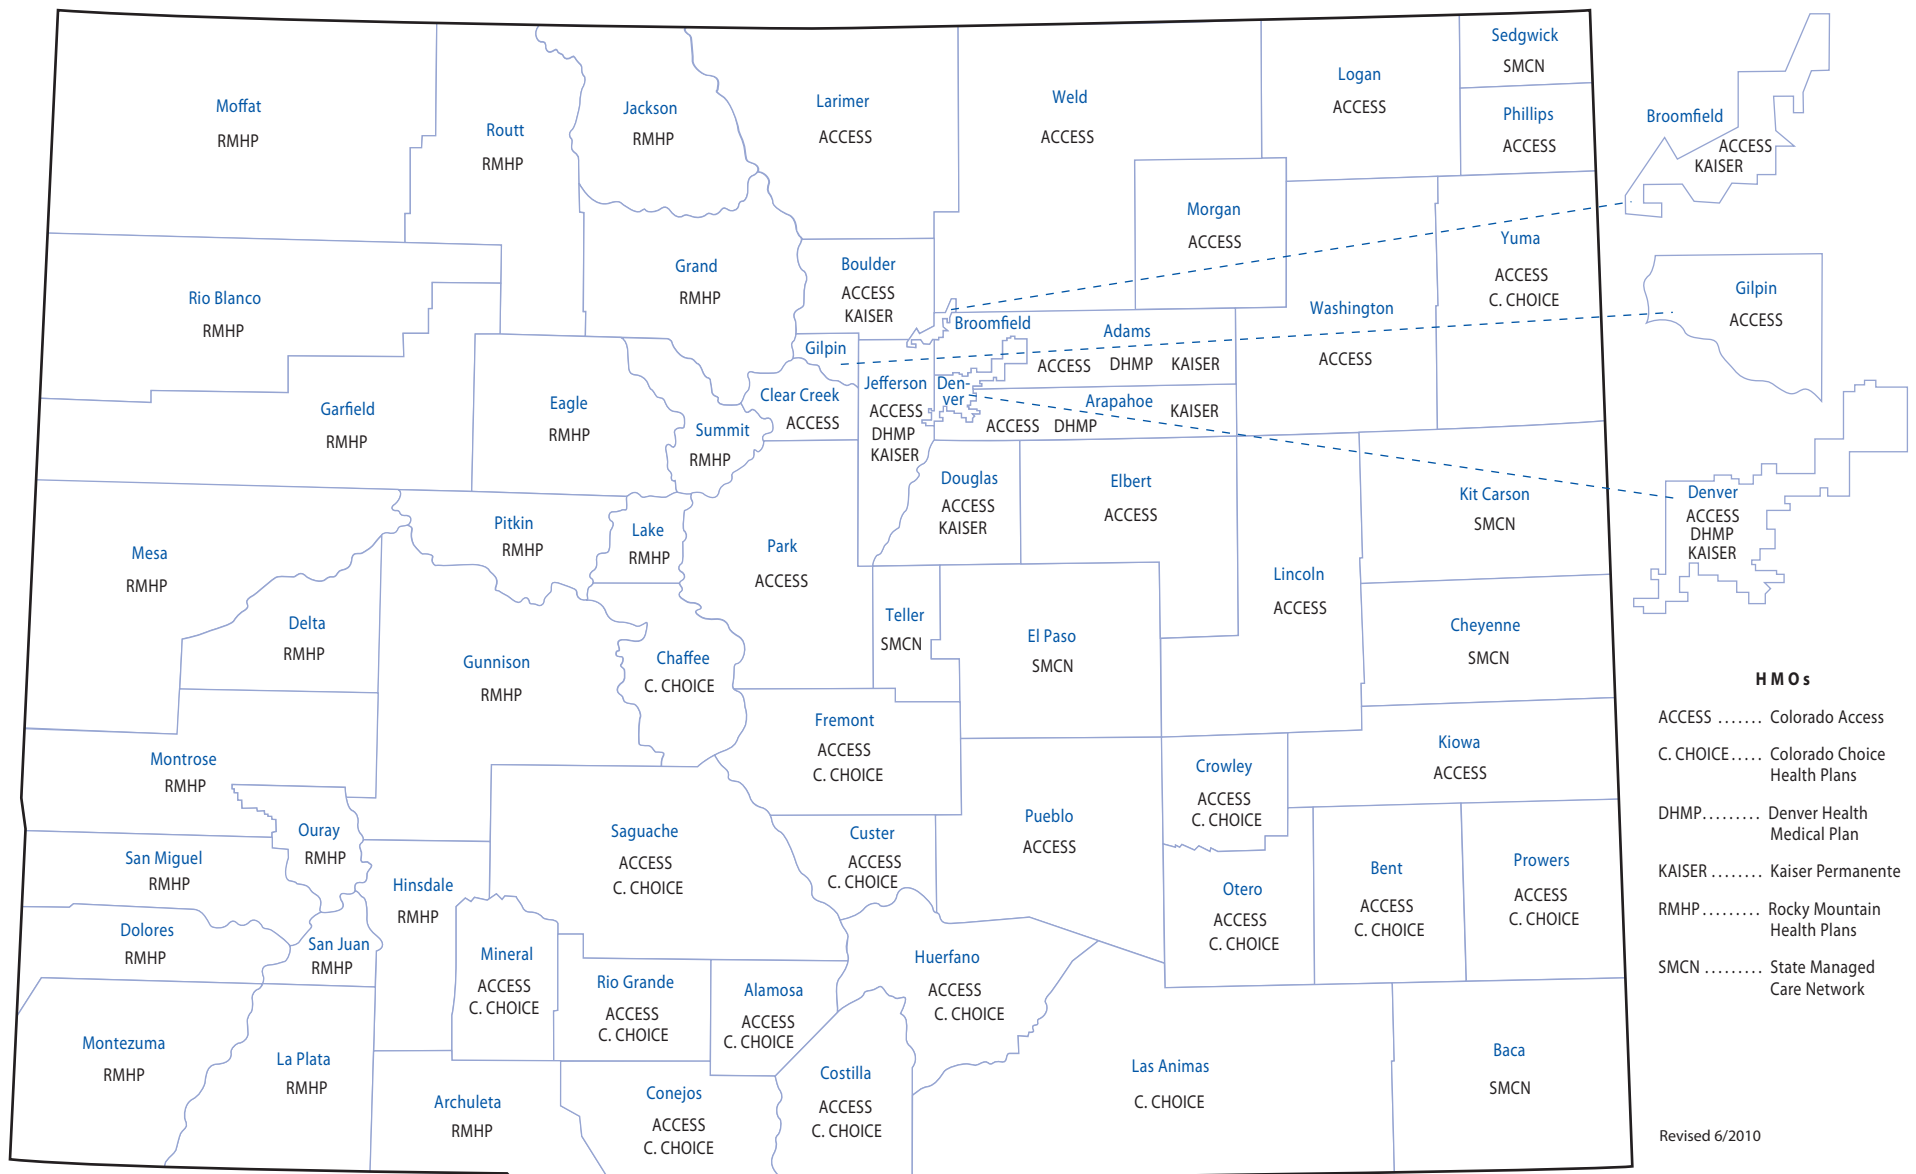 Moffat
RMHP
Routt
RMHP
Jackson
RMHP
Larimer
ACCESS
Weld
ACCESS
Logan
ACCESS
Sedgwick
SMCN
Phillips
ACCESS
Broomfield
ACCESS
KAISER
Morgan
ACCESS
Yuma
ACCESS
C. CHOICE
Rio Blanco
RMHP
Grand
RMHP
Boulder
ACCESS
KAISER
Broomfield
Washington
ACCESS
Gilpin
ACCESS
Gilpin
Adams
ACCESS DHMP KAISER
Garfield
RMHP
Eagle
RMHP
Summit
RMHP
Clear Creek
ACCESS
Jefferson
ACCESS
DHMP
KAISER
Den-
ver
Arapahoe
KAISER
ACCESS DHMP
Douglas
ACCESS
KAISER
Elbert
ACCESS
Kit Carson
SMCN
Denver
ACCESS
DHMP
KAISER
Mesa
RMHP
Pitkin
RMHP
Lake
RMHP
Park
ACCESS
Lincoln
ACCESS
Delta
RMHP
Gunnison
RMHP
Chaffee
C. CHOICE
Teller
SMCN
El Paso
SMCN
Cheyenne
SMCN
Montrose
RMHP
Fremont
ACCESS
C. CHOICE
Crowley
ACCESS
C. CHOICE
Kiowa
ACCESS
Ouray
RMHP
San Miguel
RMHP
Hinsdale
RMHP
Saguache
ACCESS
C. CHOICE
Custer
ACCESS
C. CHOICE
Pueblo
ACCESS
Otero
ACCESS
C. CHOICE
Bent
ACCESS
C. CHOICE
Prowers
ACCESS
C. CHOICE
Dolores
RMHP
San Juan
RMHP
Mineral
ACCESS
C. CHOICE
Rio Grande
ACCESS
C. CHOICE
Alamosa
ACCESS
C. CHOICE
Huerfano
ACCESS
C. CHOICE
Montezuma
RMHP
La Plata
RMHP
Archuleta
RMHP
Conejos
ACCESS
C. CHOICE
Costilla
ACCESS
C. CHOICE
Las Animas
C. CHOICE
Baca
SMCN
HMOs
ACCESS ....... Colorado Access
C. CHOICE..... Colorado Choice
Health Plans
DHMP......... Denver Health
Medical Plan
KAISER ........ Kaiser Permanente
RMHP......... Rocky Mountain
Health Plans
SMCN ......... State Managed
Care Network
Revised 6/2010